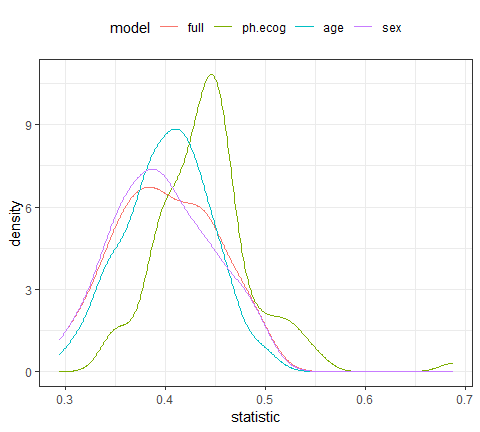 model full ph.ecog age sex
density
9
6
3
0
0.3 0.4 0.5 0.6 0.7
statistic